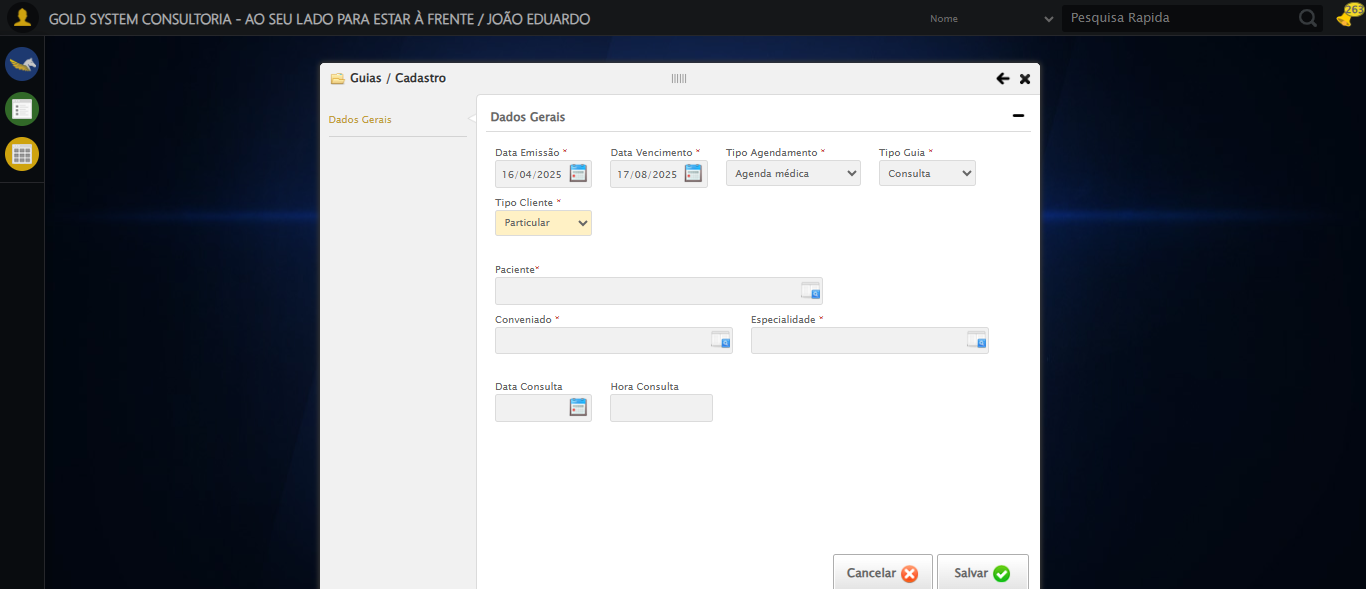 GOLD SYSTEM CONSULTORIA - AO SEU LADO PARA ESTAR À FRENTE / JOÃO EDUARDO
Nome
Pesquisa Rapida
263
Guias / Cadastro
Dados Gerais
Dados Gerais
Data Emissão * Data Vencimento * Tipo Agendamento * Tipo Guia *
16/04/2025 17/08/2025 Agenda médica Consulta
Tipo Cliente *
Particular
Paciente*
Conveniado * Especialidade *
Data Consulta Hora Consulta
Cancelar Salvar